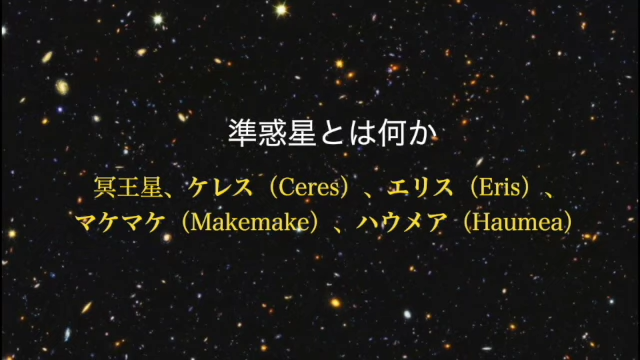 準惑星とは何か
冥王星、ケレス（Ceres）、エリス（Eris）、
マケマケ（Makemake）、ハウメア（Haumea）